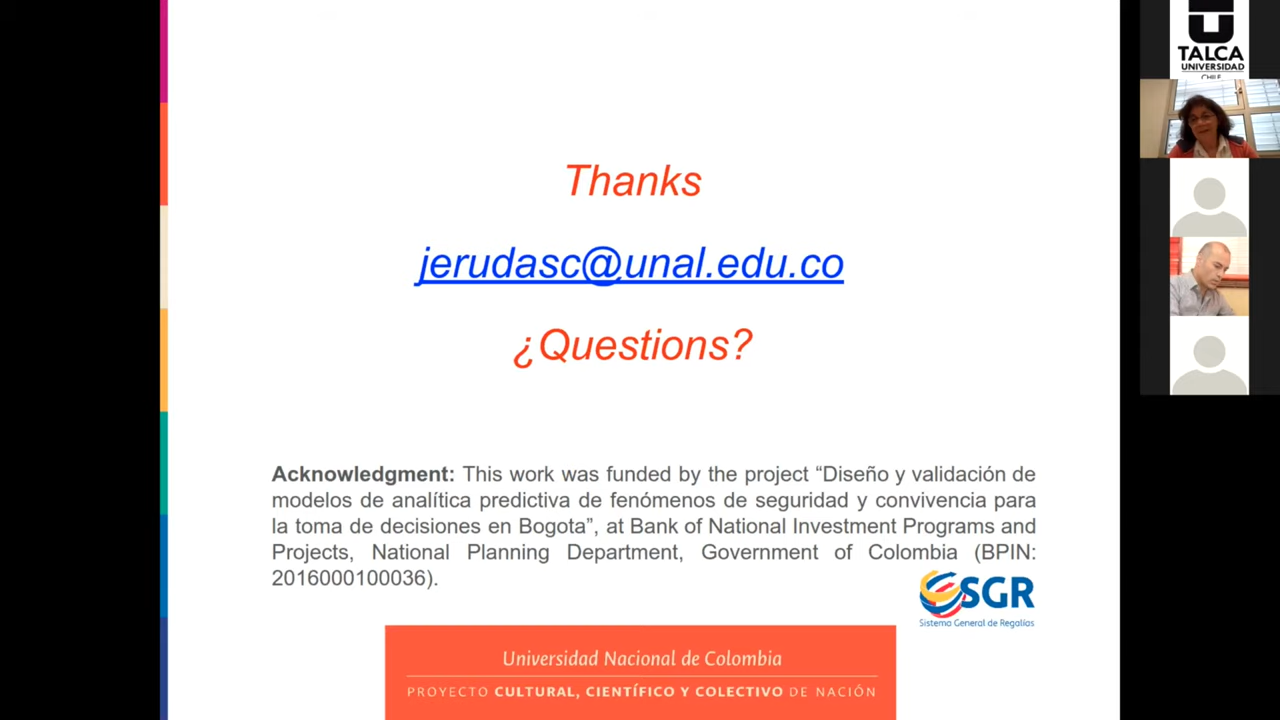 Thanks
jerudasc@unal.edu.co
¿Questions?
Acknowledgment: This work was funded by the project “Diseño y validación de
modelos de analítica predictiva de fenómenos de seguridad y convivencia para
la toma de decisiones en Bogota”, at Bank of National Investment Programs and
Projects, National Planning Department, Government of Colombia (BPIN:
2016000100036).
SGR
Sistema General de Regalías
Universidad Nacional de Colombia
PROYECTO CULTURAL, CIENTÍFICO Y COLECTIVO DE NACIÓN
TALCA
UNIVERSIDAD
CHILE